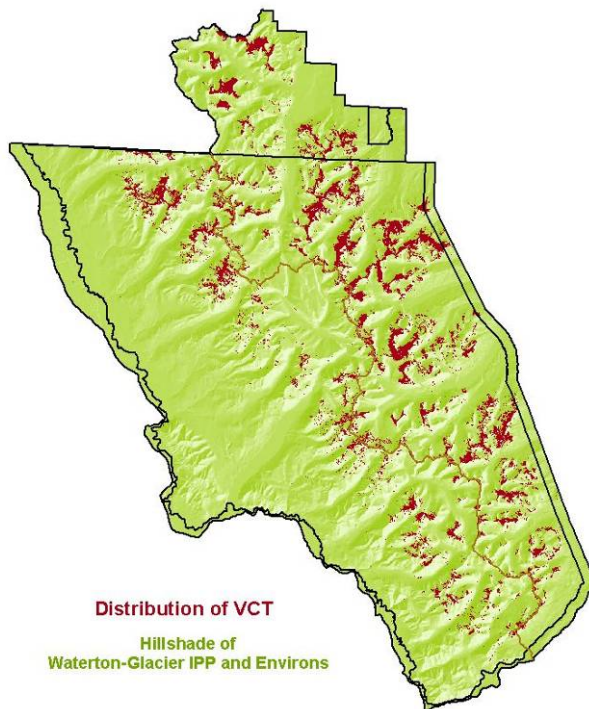 Distribution of VCT
Hillshade of
Waterton-Glacier IPP and Environs